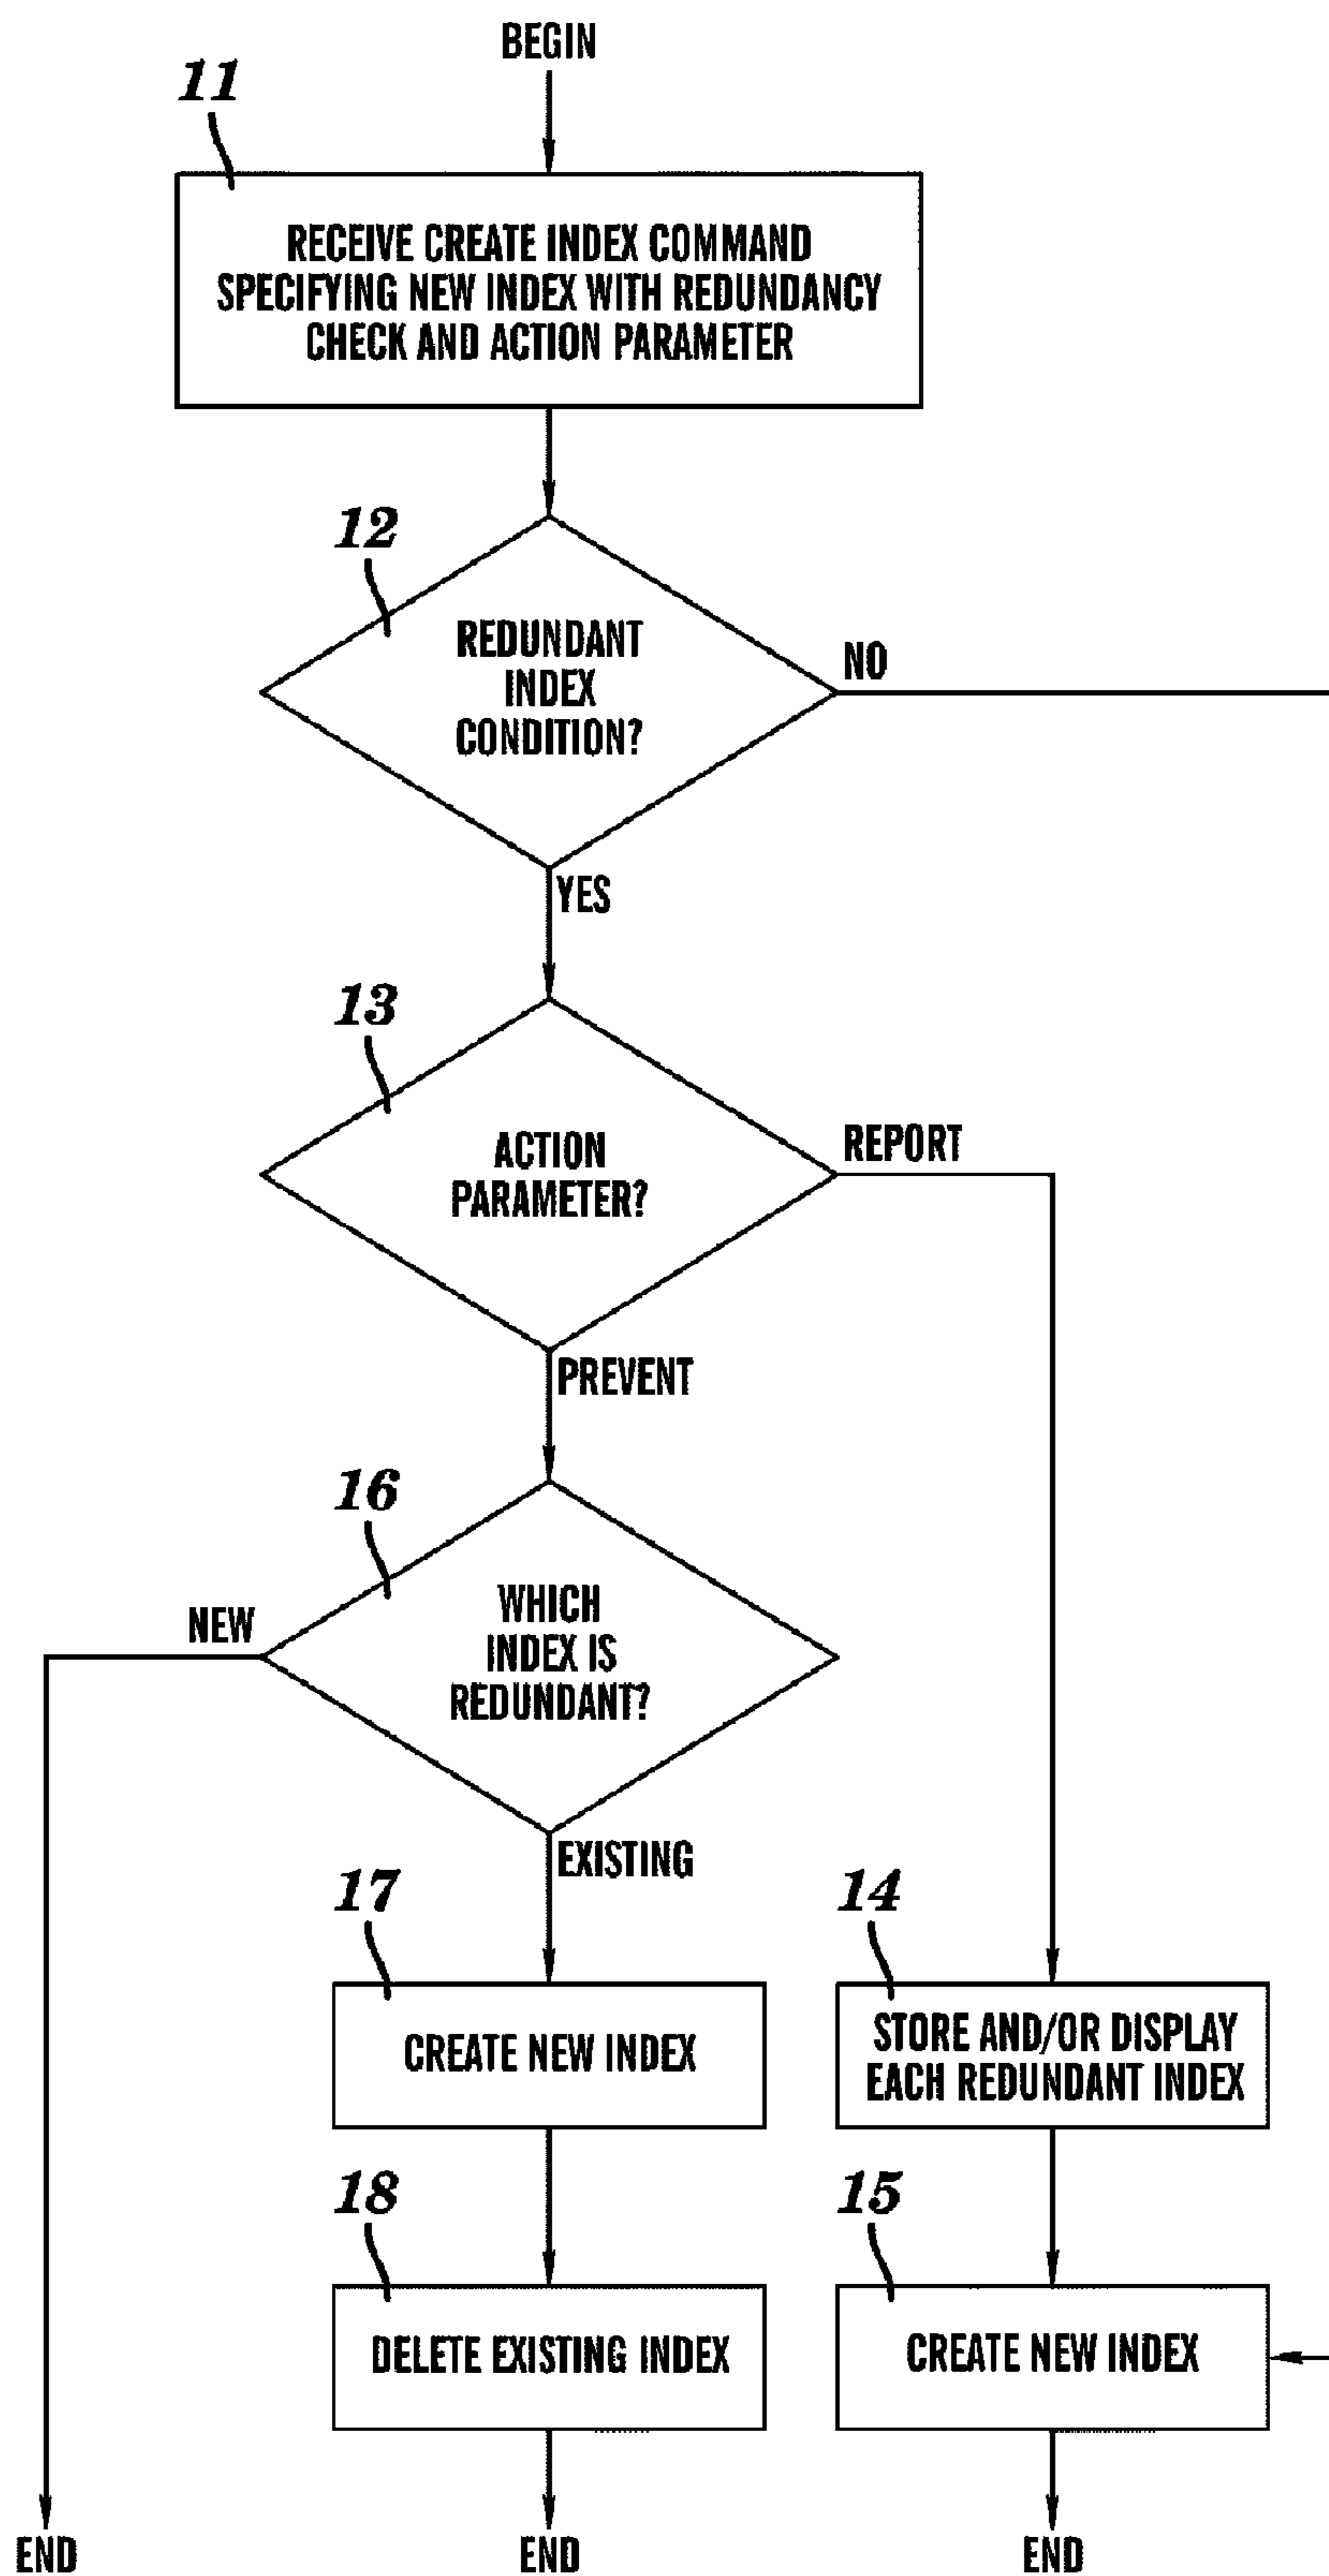 BEGIN
11
RECEIVE CREATE INDEX COMMAND
SPECIFYING NEW INDEX WITH REDUNDANCY
CHECK AND ACTION PARAMETER
12
REDUNDANT
INDEX
CONDITION?
NO
YES
13
ACTION
PARAMETER?
REPORT
PREVENT
16
WHICH
INDEX IS
REDUNDANT?
NEW
EXISTING
17
CREATE NEW INDEX
14
STORE AND/OR DISPLAY
EACH REDUNDANT INDEX
18
DELETE EXISTING INDEX
15
CREATE NEW INDEX
END
END
END